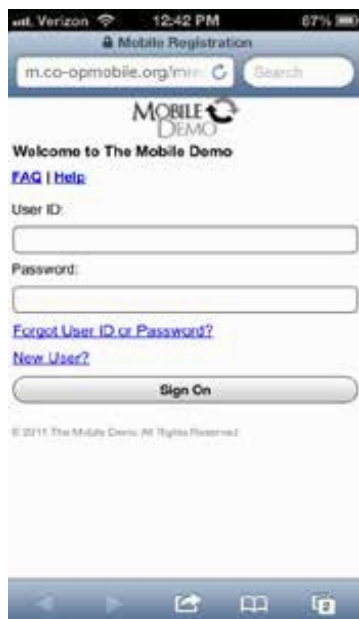 Verizon 12:42 PM 67%
Mobile Registration
m.co-opmobile.org/mre Search
MOBILE
DEMO
Welcome to The Mobile Demo
FAQ | Help
User ID:
Password:
Forgot User ID or Password?
New User?
Sign On
The Mobile Demo All Rights Reserved
2